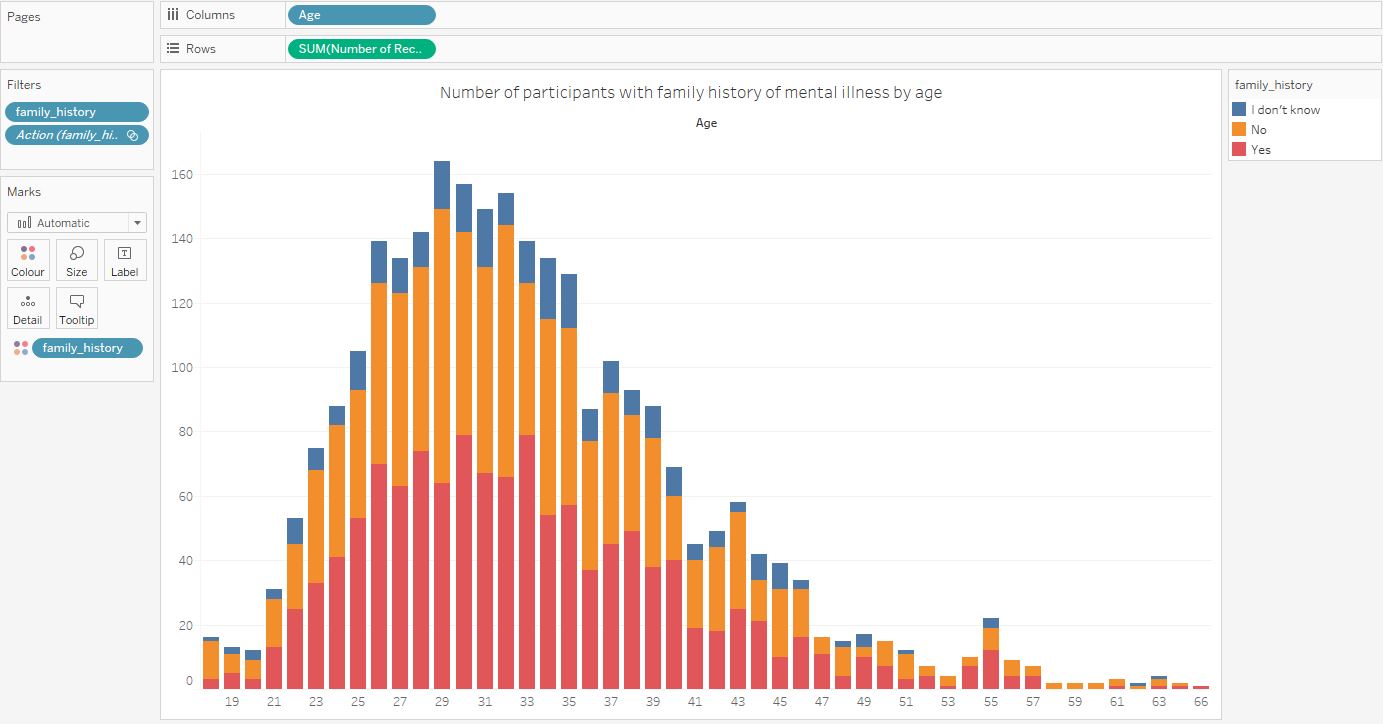 Pages
Columns
Age
Rows
SUM(Number of Rec..
Filters
family_history
Action (family_hi..
Marks
Automatic
Colour Size Label
Detail Tooltip
family_history
Number of participants with family history of mental illness by age
Age
160
140
120
100
80
60
40
20
0
19 21 23 25 27 29 31 33 35 37 39 41 43 45 47 49 51 53 55 57 59 61 63 66
family_history
I don't know
No
Yes